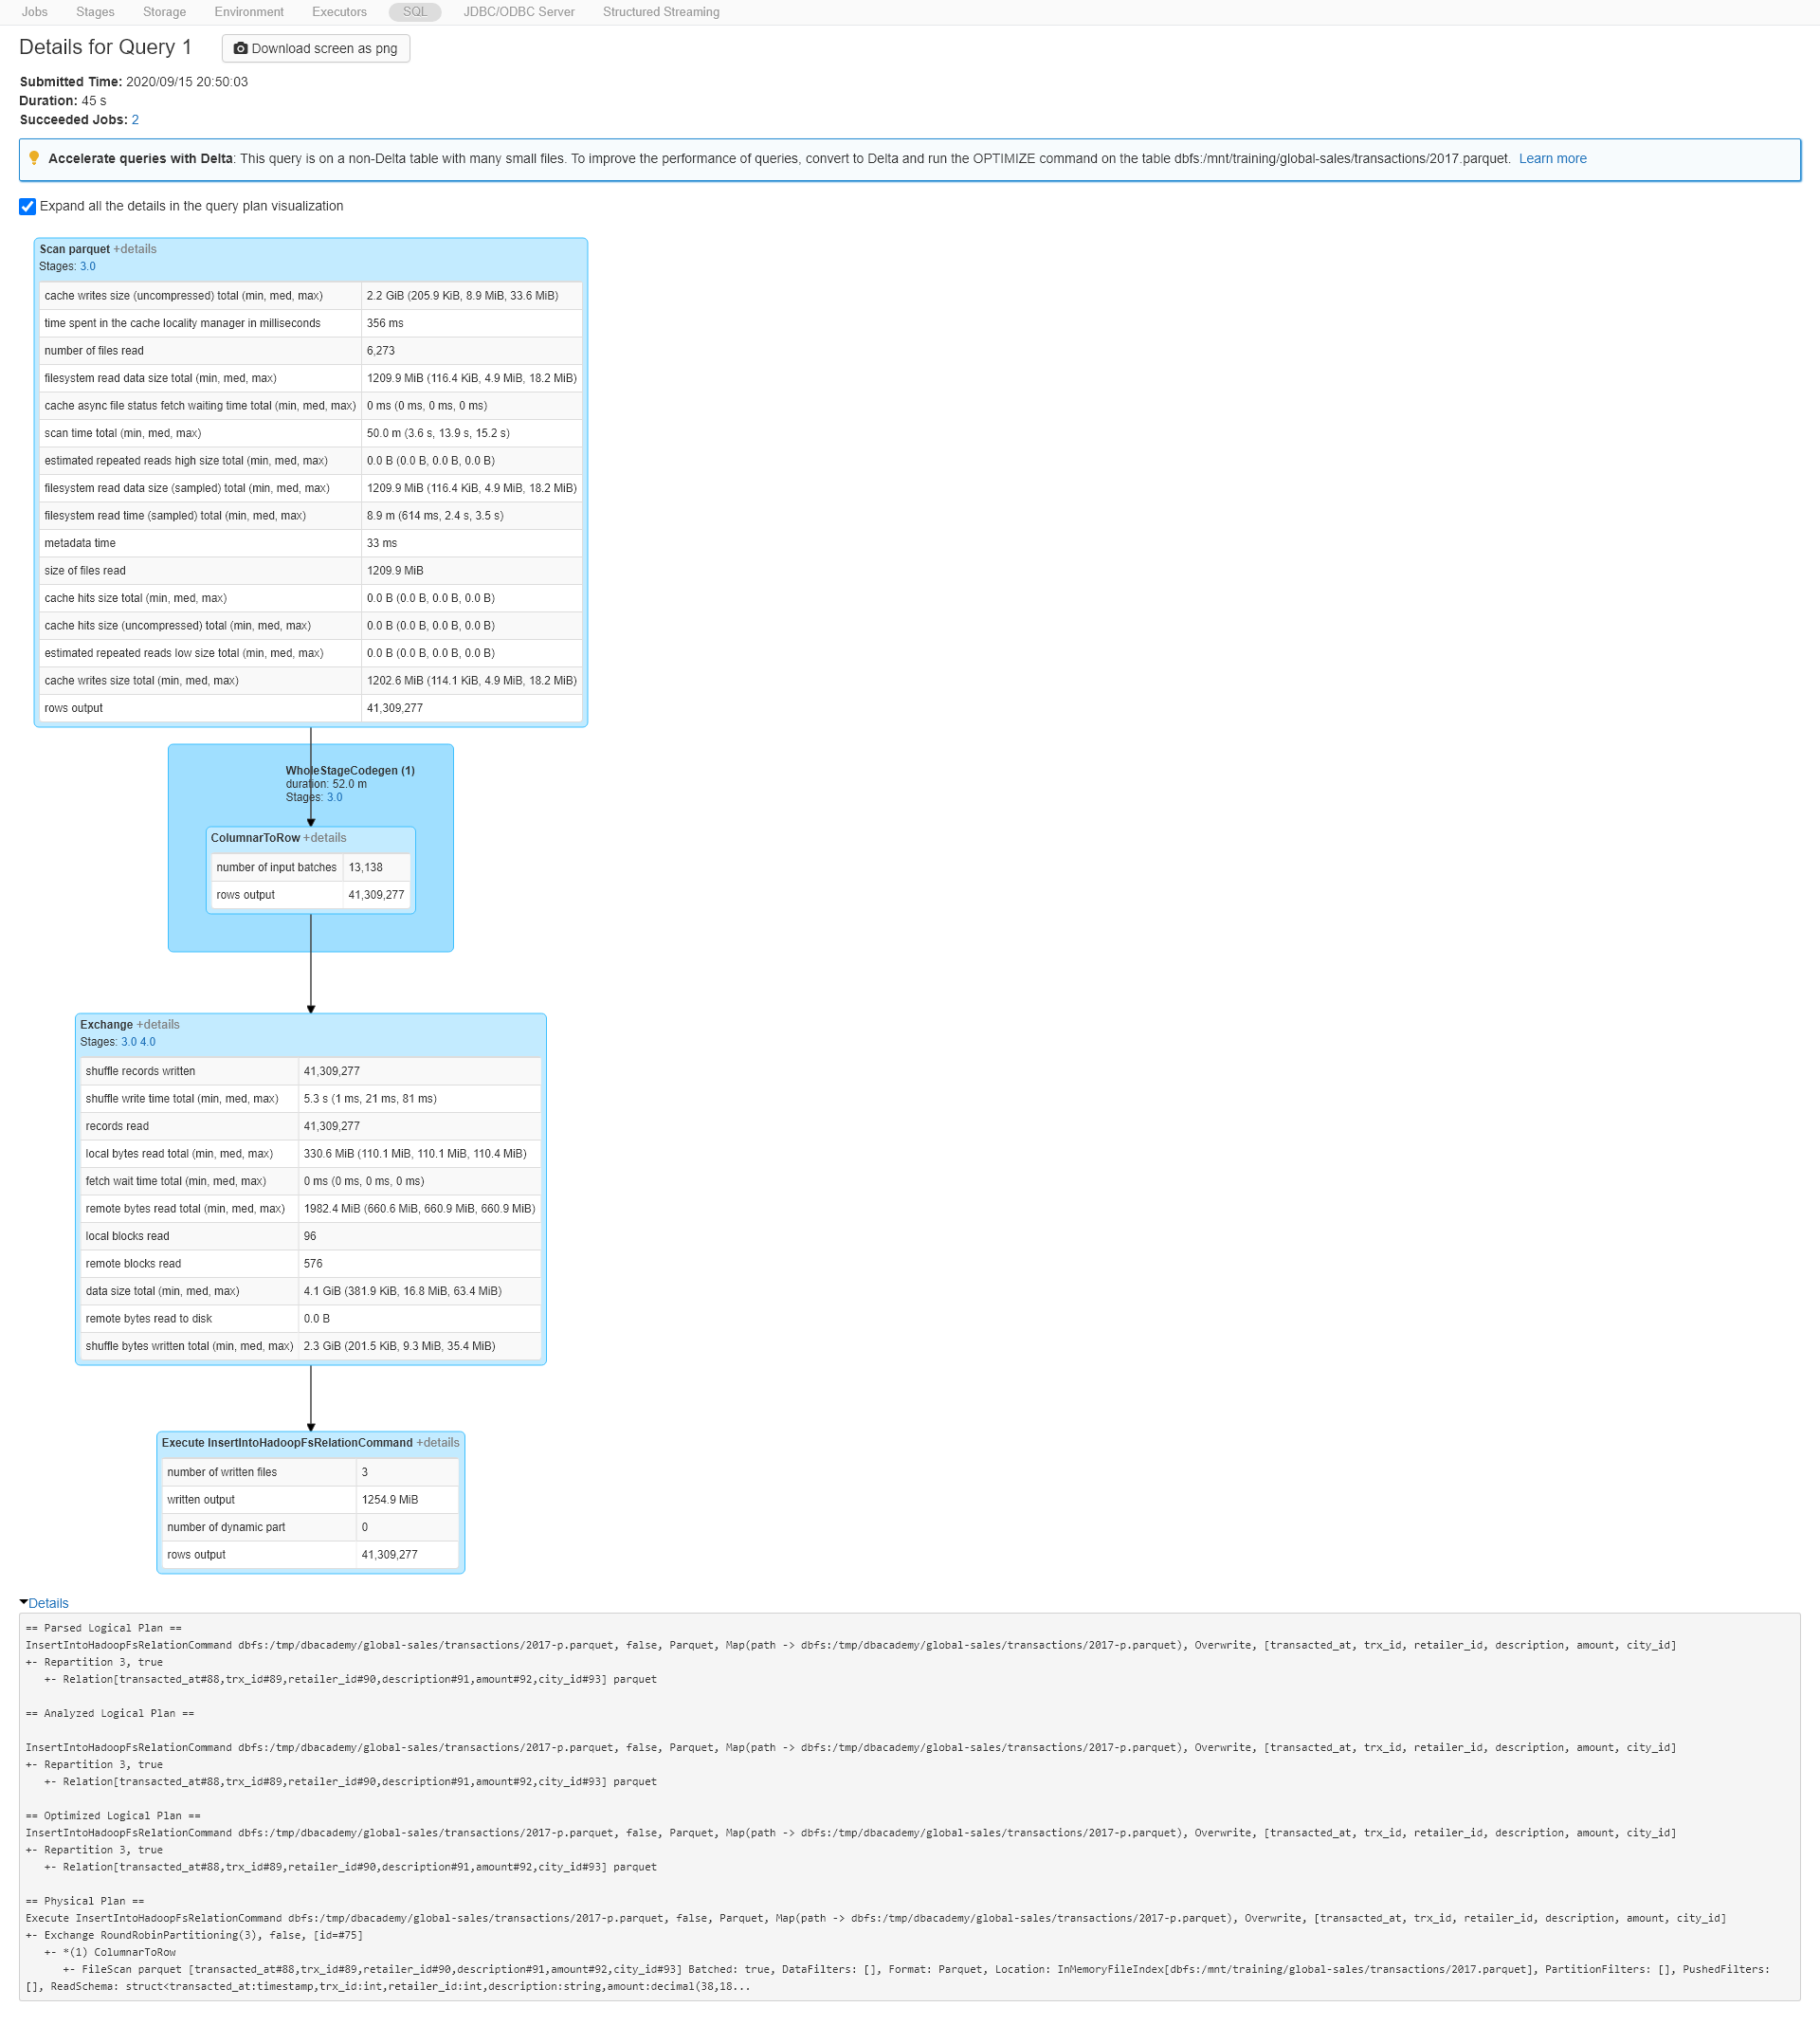 Jobs Stages Storage Environment Executors SQL JDBC/ODBC Server Structured Streaming
Details for Query 1 Download screen as png
Submitted Time: 2020/09/15 20:50:03
Duration: 45 s
Succeeded Jobs: 2
Accelerate queries with Delta: This query is on a non-Delta table with many small files. To improve the performance of queries, convert to Delta and run the OPTIMIZE command on the table dbfs:/mnt/training/global-sales/transactions/2017.parquet. Learn more
Expand all the details in the query plan visualization
Scan parquet +details
Stages: 3.0
cache writes size (uncompressed) total (min, med, max) 2.2 GiB (205.9 KiB, 8.9 MiB, 33.6 MiB)
time spent in the cache locality manager in milliseconds 356 ms
number of files read 6,273
filesystem read data size total (min, med, max) 1209.9 MiB (116.4 KiB, 4.9 MiB, 18.2 MiB)
cache async file status fetch waiting time total (min, med, max) 0 ms (0 ms, 0 ms, 0 ms)
scan time total (min, med, max) 50.0 m (3.6 s, 13.9 s, 15.2 s)
estimated repeated reads high size total (min, med, max) 0.0 B (0.0 B, 0.0 B, 0.0 B)
filesystem read data size (sampled) total (min, med, max) 1209.9 MiB (116.4 KiB, 4.9 MiB, 18.2 MiB)
filesystem read time (sampled) total (min, med, max) 8.9 m (614 ms, 2.4 s, 3.5 s)
metadata time 33 ms
size of files read 1209.9 MiB
cache hits size total (min, med, max) 0.0 B (0.0 B, 0.0 B, 0.0 B)
cache hits size (uncompressed) total (min, med, max) 0.0 B (0.0 B, 0.0 B, 0.0 B)
estimated repeated reads low size total (min, med, max) 0.0 B (0.0 B, 0.0 B, 0.0 B)
cache writes size total (min, med, max) 1202.6 MiB (114.1 KiB, 4.9 MiB, 18.2 MiB)
rows output 41,309,277
WholeStageCodegen (1)
duration: 52.0 m
Stages: 3.0
ColumnarToRow +details
number of input batches 13,138
rows output 41,309,277
Exchange +details
Stages: 3.0 4.0
shuffle records written 41,309,277
shuffle write time total (min, med, max) 5.3 s (1 ms, 21 ms, 81 ms)
records read 41,309,277
local bytes read total (min, med, max) 330.6 MiB (110.1 MiB, 110.1 MiB, 110.4 MiB)
fetch wait time total (min, med, max) 0 ms (0 ms, 0 ms, 0 ms)
remote bytes read total (min, med, max) 1982.4 MiB (660.6 MiB, 660.9 MiB, 660.9 MiB)
local blocks read 96
remote blocks read 576
data size total (min, med, max) 4.1 GiB (381.9 KiB, 16.8 MiB, 63.4 MiB)
remote bytes read to disk 0.0 B
shuffle bytes written total (min, med, max) 2.3 GiB (201.5 KiB, 9.3 MiB, 35.4 MiB)
Execute InsertIntoHadoopFsRelationCommand +details
number of written files 3
written output 1254.9 MiB
number of dynamic part 0
rows output 41,309,277
Details
== Parsed Logical Plan ==
InsertIntoHadoopFsRelationCommand dbfs:/tmp/dbacademy/global-sales/transactions/2017-p.parquet, false, Parquet, Map(path -> dbfs:/tmp/dbacademy/global-sales/transactions/2017-p.parquet), Overwrite, [transacted_at, trx_id, retailer_id, description, amount, city_id]
+- Repartition 3, true
+- Relation[transacted_at#88,trx_id#89,retailer_id#90,description#91,amount#92,city_id#93] parquet
== Analyzed Logical Plan ==
InsertIntoHadoopFsRelationCommand dbfs:/tmp/dbacademy/global-sales/transactions/2017-p.parquet, false, Parquet, Map(path -> dbfs:/tmp/dbacademy/global-sales/transactions/2017-p.parquet), Overwrite, [transacted_at, trx_id, retailer_id, description, amount, city_id]
+- Repartition 3, true
+- Relation[transacted_at#88,trx_id#89,retailer_id#90,description#91,amount#92,city_id#93] parquet
== Optimized Logical Plan ==
InsertIntoHadoopFsRelationCommand dbfs:/tmp/dbacademy/global-sales/transactions/2017-p.parquet, false, Parquet, Map(path -> dbfs:/tmp/dbacademy/global-sales/transactions/2017-p.parquet), Overwrite, [transacted_at, trx_id, retailer_id, description, amount, city_id]
+- Repartition 3, true
+- Relation[transacted_at#88,trx_id#89,retailer_id#90,description#91,amount#92,city_id#93] parquet
== Physical Plan ==
Execute InsertIntoHadoopFsRelationCommand dbfs:/tmp/dbacademy/global-sales/transactions/2017-p.parquet, false, Parquet, Map(path -> dbfs:/tmp/dbacademy/global-sales/transactions/2017-p.parquet), Overwrite, [transacted_at, trx_id, retailer_id, description, amount, city_id]
+- Exchange RoundRobinPartitioning(3), false, [id=#75]
+- *(1) ColumnarToRow
+- FileScan parquet [transacted_at#88,trx_id#89,retailer_id#90,description#91,amount#92,city_id#93] Batched: true, DataFilters: [], Format: Parquet, Location: InMemoryFileIndex[dbfs:/mnt/training/global-sales/transactions/2017.parquet], PartitionFilters: [], PushedFilters:
[], ReadSchema: struct<transacted_at:timestamp,trx_id:int,retailer_id:int,description:string,amount:decimal(38,18...